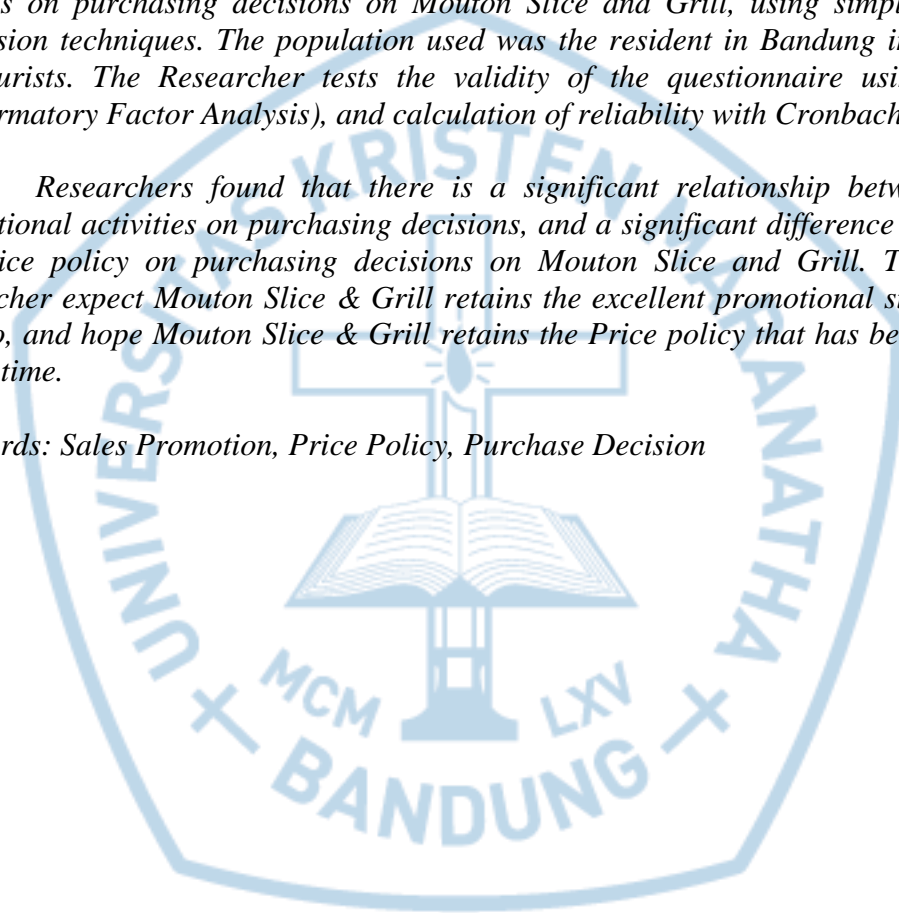 s on purchasing decisions on Mouton Slice and Grill, using simpl
sion techniques. The population used was the resident in Bandung i
urists. The Researcher tests the validity of the questionnaire usi
rmatory Factor Analysis), and calculation of reliability with Cronbach
Researchers found that there is a significant relationship betw
tional activities on purchasing decisions, and a significant difference
ice policy on purchasing decisions on Mouton Slice and Grill. T
cher expect Mouton Slice & Grill retains the excellent promotional s
o, and hope Mouton Slice & Grill retains the Price policy that has be
time.
rds: Sales Promotion, Price Policy, Purchase Decision
UNIVERSITAS KRISTEN MARANATHA
MCM LXV
BANDUNG